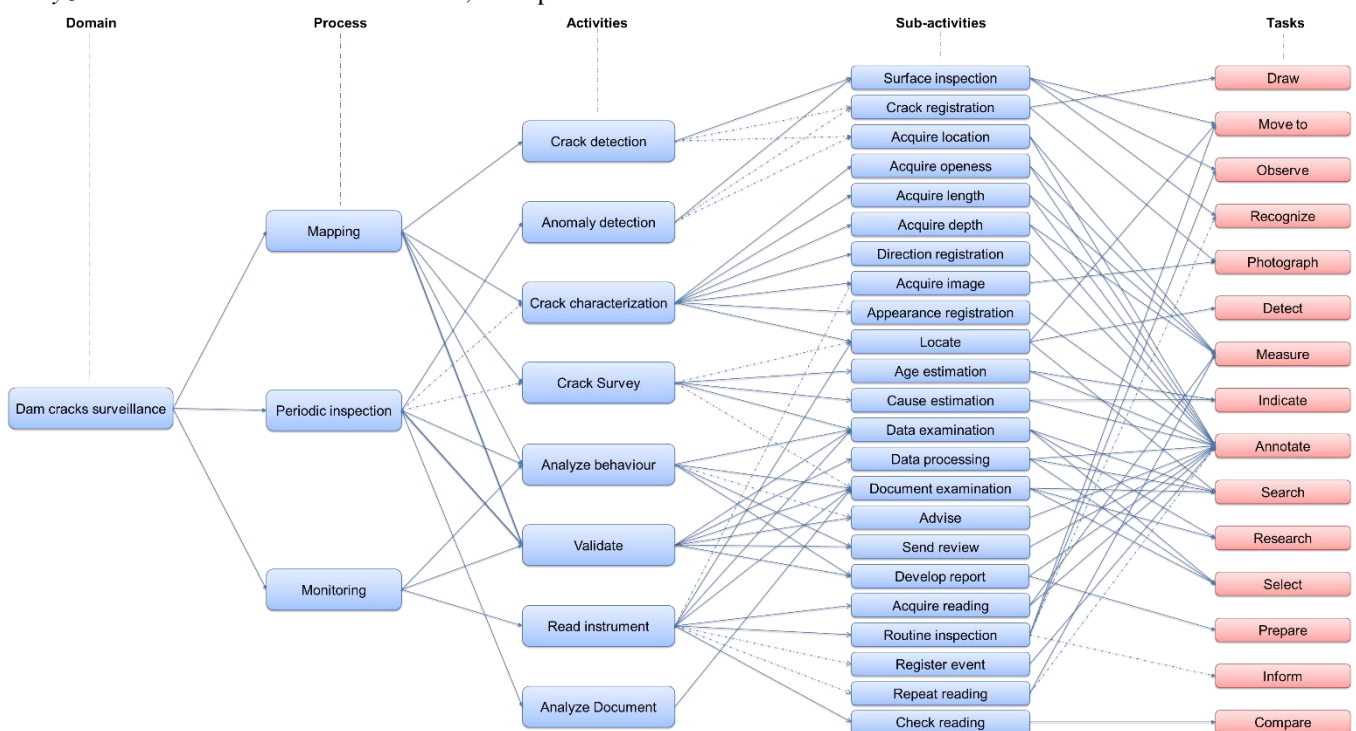 Domain
Process
Activities
Sub-activities
Tasks
Dam cracks surveillance
Mapping
Periodic inspection
Monitoring
Crack detection
Anomaly detection
Crack characterization
Crack Survey
Analyze behaviour
Validate
Read instrument
Analyze Document
Surface inspection
Crack registration
Acquire location
Acquire openess
Acquire length
Acquire depth
Direction registration
Acquire image
Appearance registration
Locate
Age estimation
Cause estimation
Data examination
Data processing
Document examination
Advise
Send review
Develop report
Acquire reading
Routine inspection
Register event
Repeat reading
Check reading
Draw
Move to
Observe
Recognize
Photograph
Detect
Measure
Indicate
Annotate
Search
Research
Select
Prepare
Inform
Compare